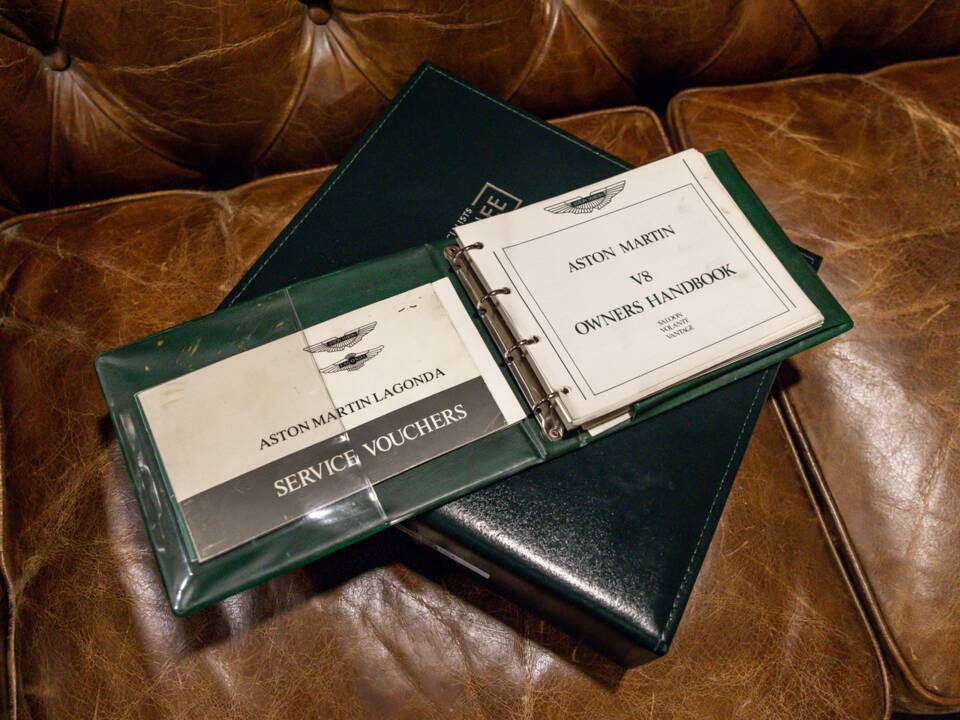 ASTON MARTIN LAGONDA
SERVICE VOUCHERS
ASTON MARTIN
V8
OWNERS HANDBOOK
SALOON
VOLANTE
VANTAGE